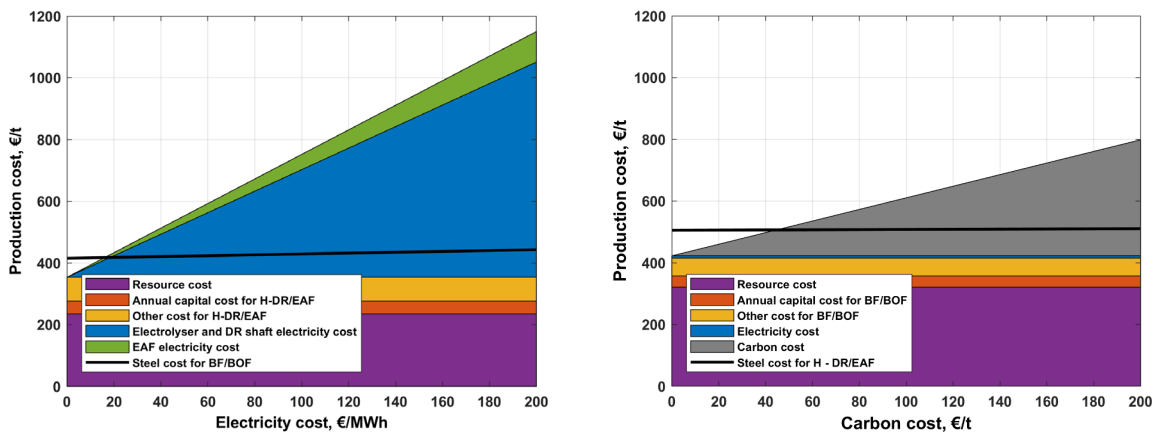 1200
1000
800
600
400
200
0
Production cost, €/t
Resource cost
Annual capital cost for H-DR/EAF
Other cost for H-DR/EAF
Electrolyser and DR shaft electricity cost
EAF electricity cost
Steel cost for BF/BOF
0 20 40 60 80 100 120 140 160 180 200
Electricity cost, €/MWh
1200
1000
800
600
400
200
0
Production cost, €/t
Resource cost
Annual capital cost for BF/BOF
Other cost for BF/BOF
Electricity cost
Carbon cost
Steel cost for H - DR/EAF
0 20 40 60 80 100 120 140 160 180 200
Carbon cost, €/t